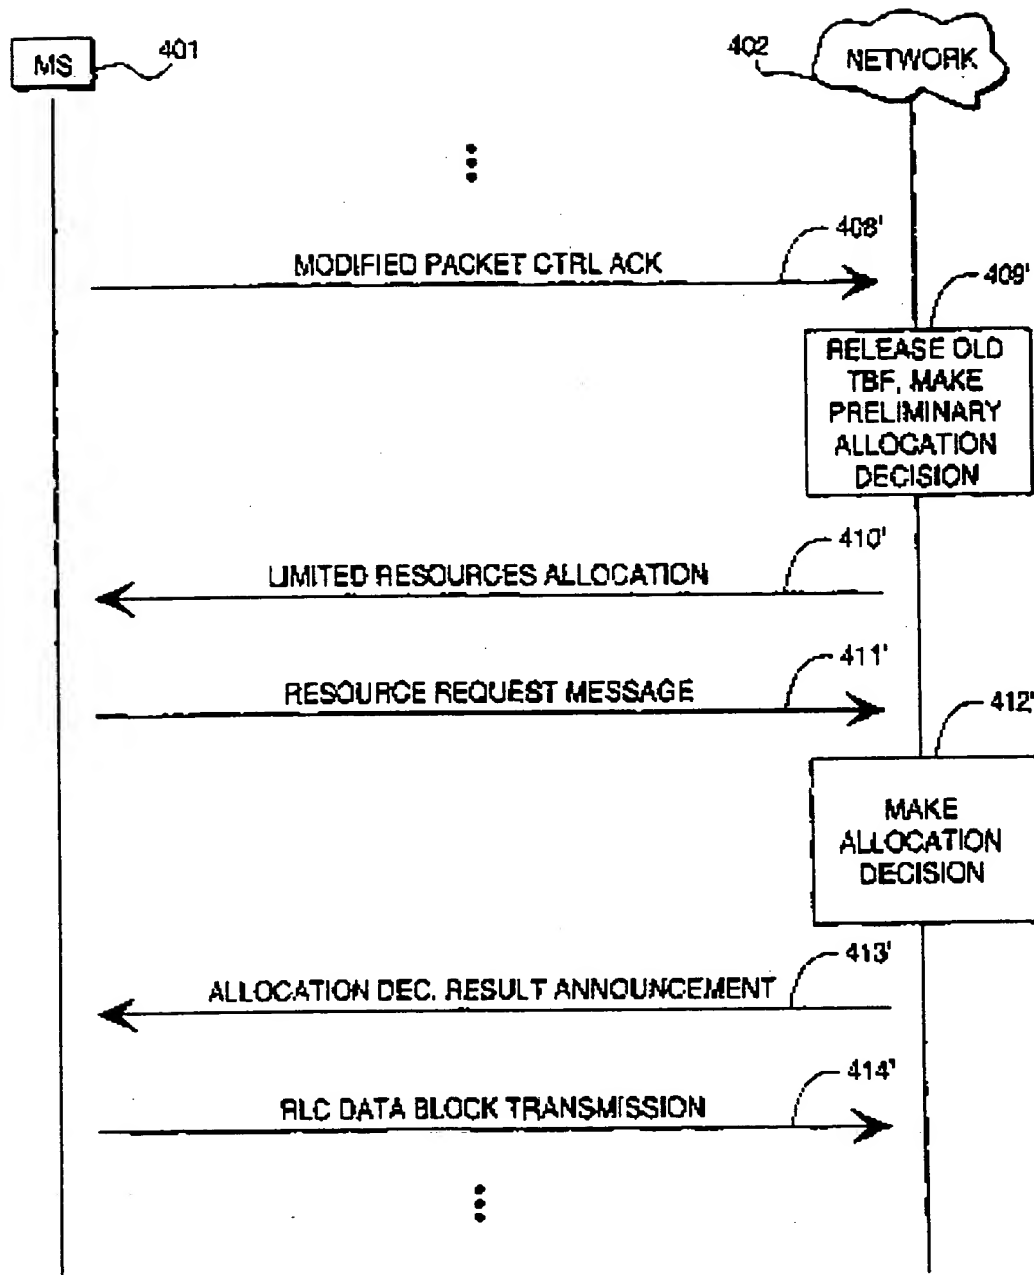 MS
401
402
NETWORK
408'
MODIFIED PACKET CTRL ACK
409'
RELEASE OLD
TBF, MAKE
PRELIMINARY
ALLOCATION
DECISION
410'
LIMITED RESOURCES ALLOCATION
411'
RESOURCE REQUEST MESSAGE
412'
MAKE
ALLOCATION
DECISION
413'
ALLOCATION DEC. RESULT ANNOUNCEMENT
414'
RLC DATA BLOCK TRANSMISSION